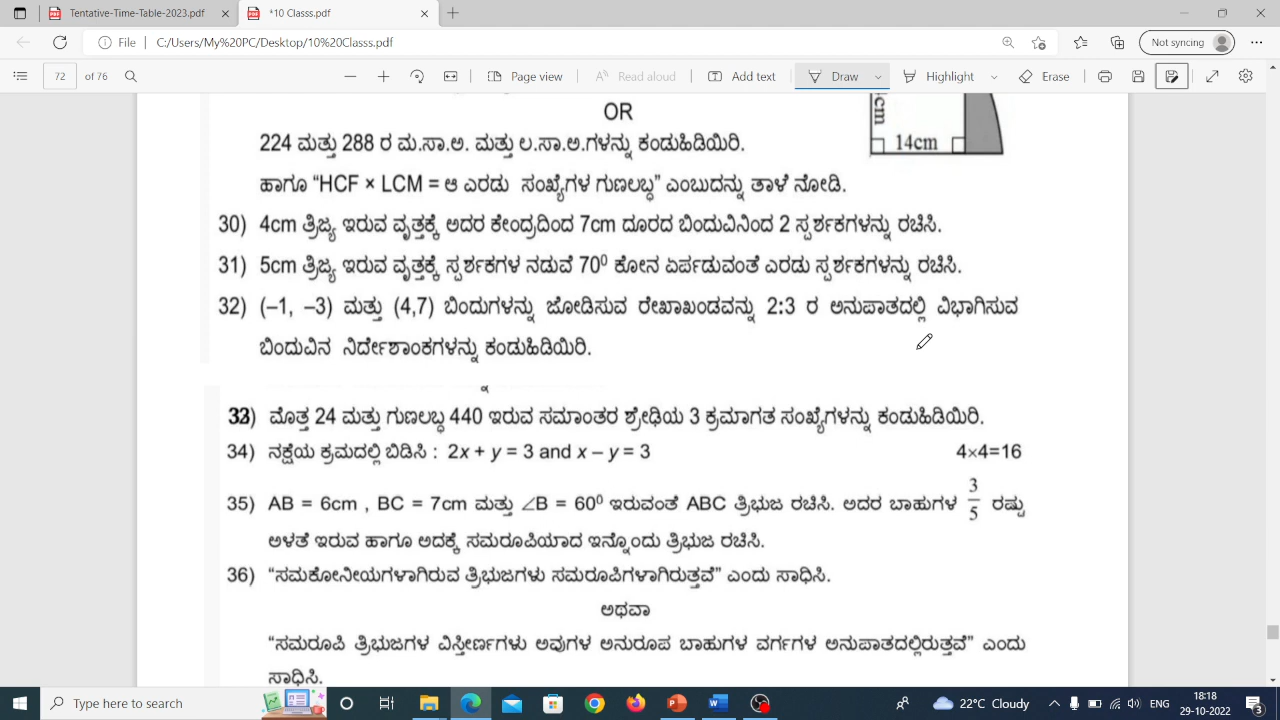 Tentative-Time-Table-2023.pdf
*10 Classs.pdf
File | C:/Users/My%20PC/Desktop/10%20Classs.pdf
Not syncing
72 of 76
Page view
Read aloud
Add text
Draw
Highlight
Erase
OR
14cm
224 ಮತ್ತು 288 ರ ಮ.ಸಾ.ಅ. ಮತ್ತು ಲ.ಸಾ.ಅ.ಗಳನ್ನು ಕಂಡುಹಿಡಿಯಿರಿ.
ಹಾಗೂ “HCF × LCM = ಆ ಎರಡು ಸಂಖ್ಯೆಗಳ ಗುಣಲಬ್ಧ” ಎಂಬುದನ್ನು ತಾಳೆ ನೋಡಿ.
30) 4cm ತ್ರಿಜ್ಯ ಇರುವ ವೃತ್ತಕ್ಕೆ ಅದರ ಕೇಂದ್ರದಿಂದ 7cm ದೂರದ ಬಿಂದುವಿನಿಂದ 2 ಸ್ಪರ್ಶಕಗಳನ್ನು ರಚಿಸಿ.
31) 5cm ತ್ರಿಜ್ಯ ಇರುವ ವೃತ್ತಕ್ಕೆ ಸ್ಪರ್ಶಕಗಳ ನಡುವೆ 70⁰ ಕೋನ ಏರ್ಪಡುವಂತೆ ಎರಡು ಸ್ಪರ್ಶಕಗಳನ್ನು ರಚಿಸಿ.
32) (–1, –3) ಮತ್ತು (4,7) ಬಿಂದುಗಳನ್ನು ಜೋಡಿಸುವ ರೇಖಾಖಂಡವನ್ನು 2:3 ರ ಅನುಪಾತದಲ್ಲಿ ವಿಭಾಗಿಸುವ
ಬಿಂದುವಿನ ನಿರ್ದೇಶಾಂಕಗಳನ್ನು ಕಂಡುಹಿಡಿಯಿರಿ.
33) ಮೊತ್ತ 24 ಮತ್ತು ಗುಣಲಬ್ಧ 440 ಇರುವ ಸಮಾಂತರ ಶ್ರೇಢಿಯ 3 ಕ್ರಮಾಗತ ಸಂಖ್ಯೆಗಳನ್ನು ಕಂಡುಹಿಡಿಯಿರಿ.
34) ನಕ್ಷೆಯ ಕ್ರಮದಲ್ಲಿ ಬಿಡಿಸಿ : 2x + y = 3 and x – y = 3 4×4=16
35) AB = 6cm , BC = 7cm ಮತ್ತು ∠B = 60⁰ ಇರುವಂತೆ ABC ತ್ರಿಭುಜ ರಚಿಸಿ. ಅದರ ಬಾಹುಗಳ 3/5 ರಷ್ಟು
ಅಳತೆ ಇರುವ ಹಾಗೂ ಅದಕ್ಕೆ ಸಮರೂಪಿಯಾದ ಇನ್ನೊಂದು ತ್ರಿಭುಜ ರಚಿಸಿ.
36) “ಸಮಕೋನೀಯಗಳಾಗಿರುವ ತ್ರಿಭುಜಗಳು ಸಮರೂಪಿಗಳಾಗಿರುತ್ತವೆ” ಎಂದು ಸಾಧಿಸಿ.
ಅಥವಾ
“ಸಮರೂಪಿ ತ್ರಿಭುಜಗಳ ವಿಸ್ತೀರ್ಣಗಳು ಅವುಗಳ ಅನುರೂಪ ಬಾಹುಗಳ ವರ್ಗಗಳ ಅನುಪಾತದಲ್ಲಿರುತ್ತವೆ” ಎಂದು
ಸಾಧಿಸಿ.
Type here to search
22°C Cloudy
ENG
18:18
29-10-2022
3